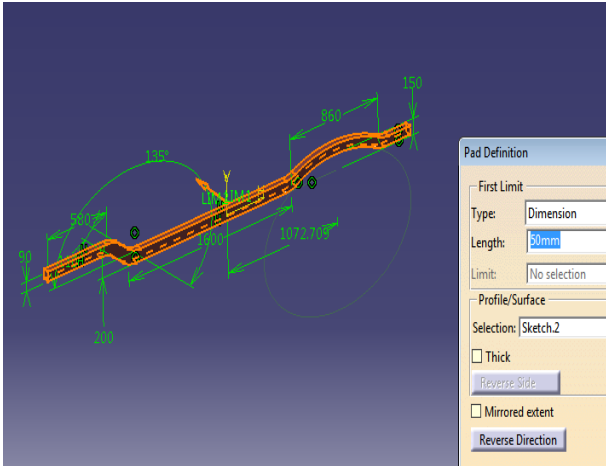 150
860
135°
Y
580
1600
1072.709
90
200
Pad Definition
First Limit
Type: Dimension
Length: 50mm
Limit: No selection
Profile/Surface
Selection: Sketch.2
Thick
Reverse Side
Mirrored extent
Reverse Direction